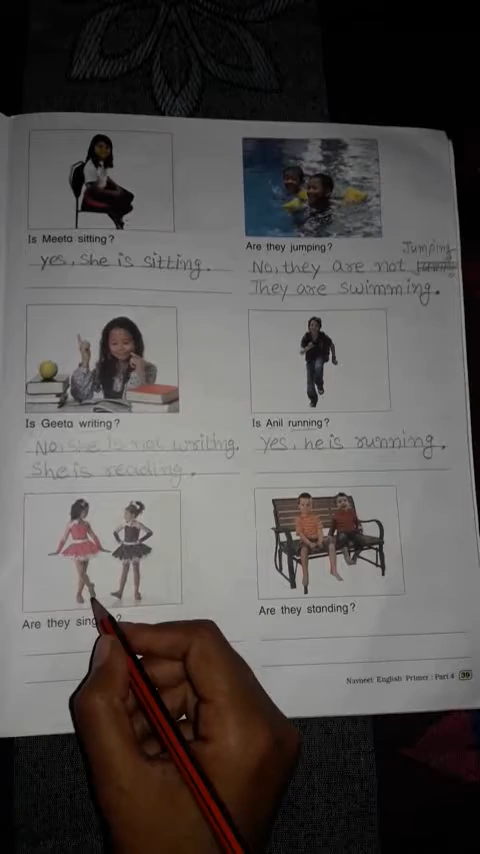 Is Meeta sitting?
yes, she is sitting.
Are they jumping?
Jumping
No, they are not
They are swimming.
Is Geeta writing?
No, she is not writing.
She is reading.
Is Anil running?
yes, he is running.
Are they
Are they standing?
Navneet English Primer : Part 4 39